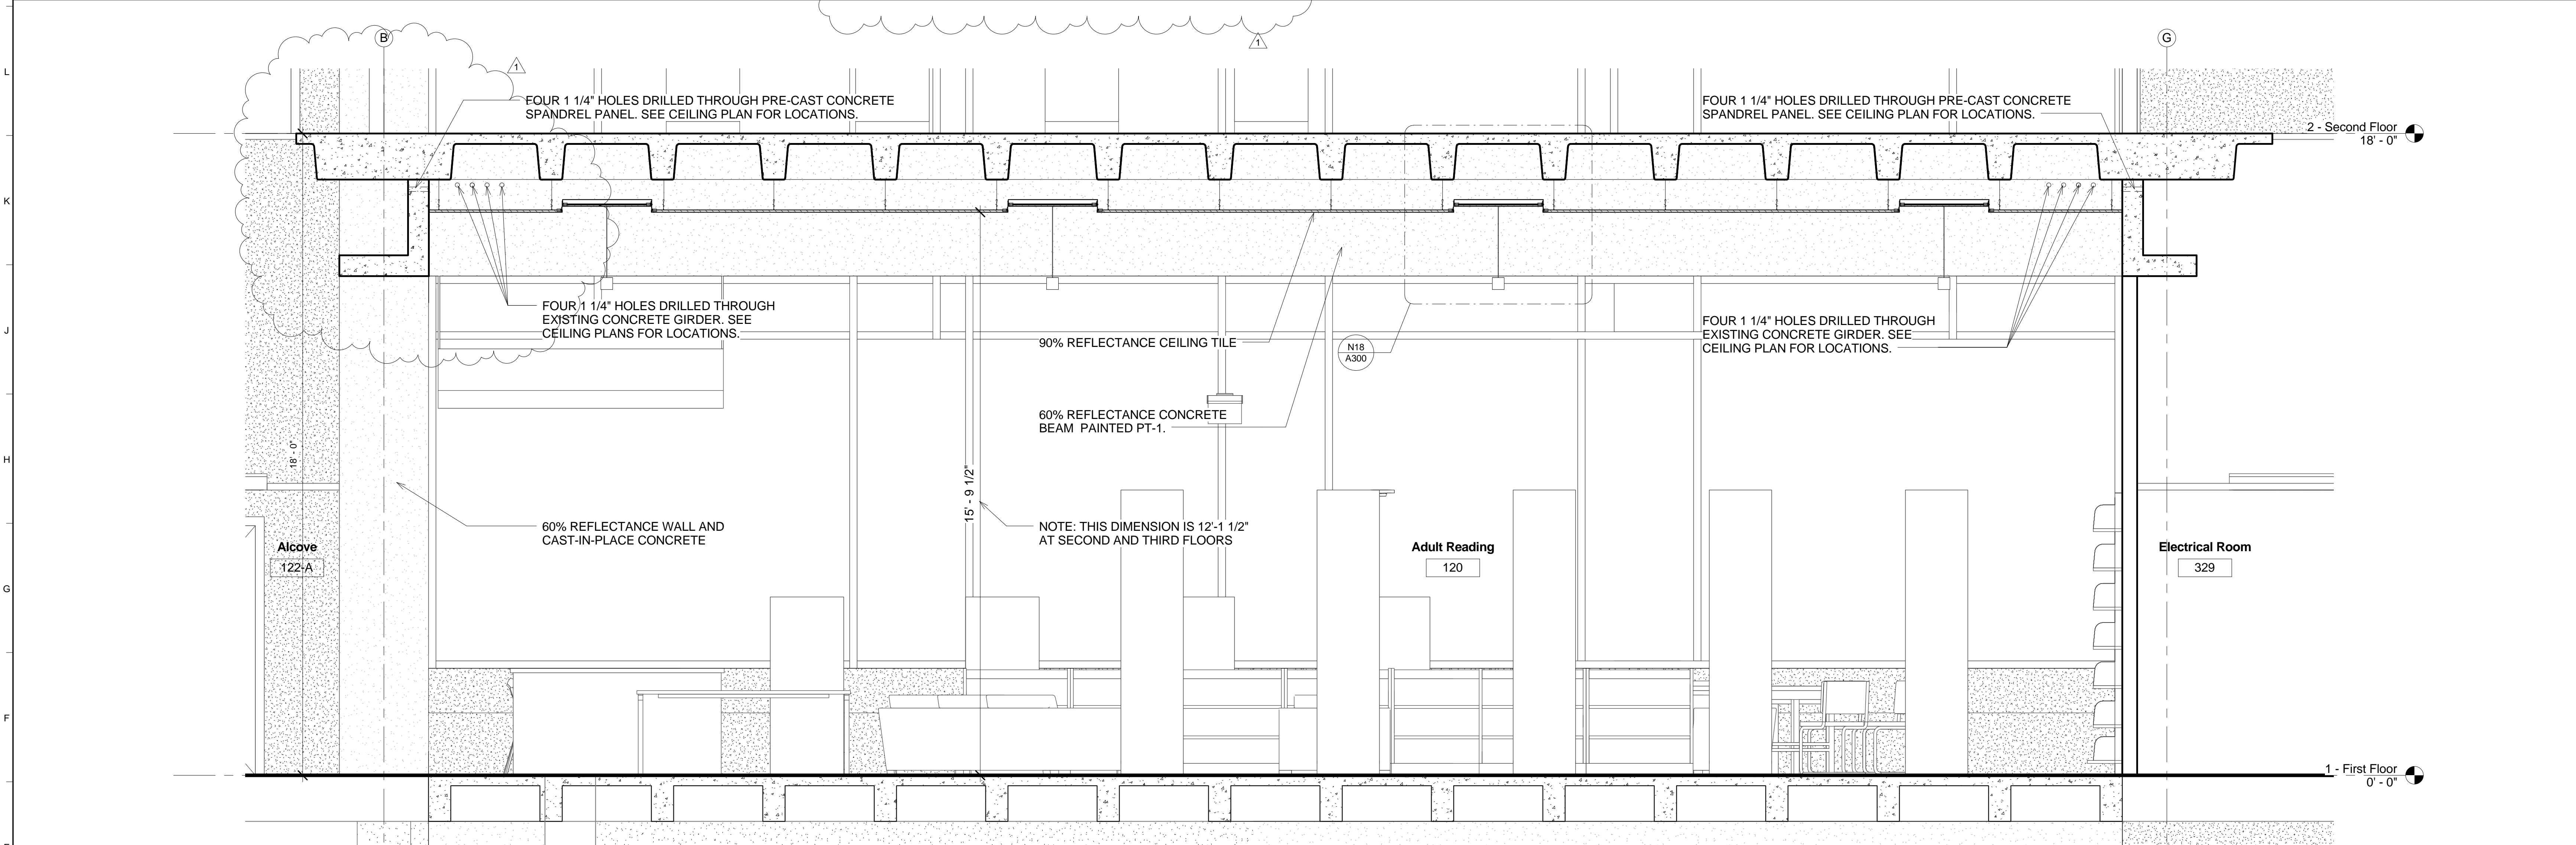 B
G
1
1
L
K
J
H
G
F
FOUR 1 1/4" HOLES DRILLED THROUGH PRE-CAST CONCRETE
SPANDREL PANEL. SEE CEILING PLAN FOR LOCATIONS.
FOUR 1 1/4" HOLES DRILLED THROUGH PRE-CAST CONCRETE
SPANDREL PANEL. SEE CEILING PLAN FOR LOCATIONS.
2 - Second Floor
18' - 0"
FOUR 1 1/4" HOLES DRILLED THROUGH
EXISTING CONCRETE GIRDER. SEE
CEILING PLANS FOR LOCATIONS.
90% REFLECTANCE CEILING TILE
N18
A300
FOUR 1 1/4" HOLES DRILLED THROUGH
EXISTING CONCRETE GIRDER. SEE
CEILING PLAN FOR LOCATIONS.
60% REFLECTANCE CONCRETE
BEAM PAINTED PT-1.
18' - 0"
15' - 9 1/2"
60% REFLECTANCE WALL AND
CAST-IN-PLACE CONCRETE
NOTE: THIS DIMENSION IS 12'-1 1/2"
AT SECOND AND THIRD FLOORS
Alcove
122-A
Adult Reading
120
Electrical Room
329
1 - First Floor
0' - 0"